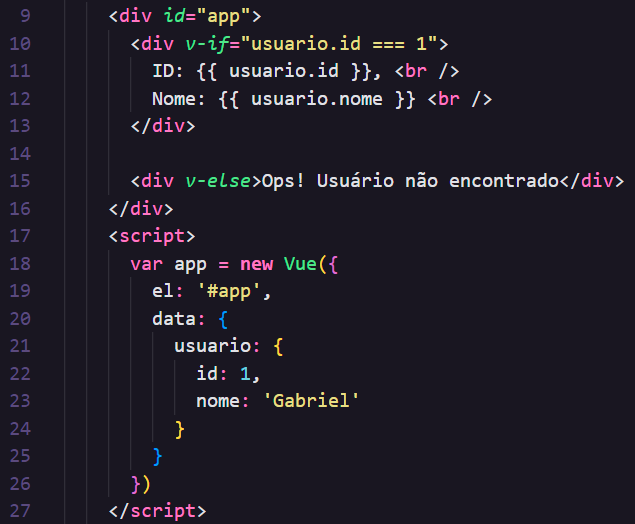 9 <div id="app">
10 <div v-if="usuario.id === 1">
11 ID: {{ usuario.id }}, <br />
12 Nome: {{ usuario.nome }} <br />
13 </div>
14
15 <div v-else>Ops! Usuário não encontrado</div>
16 </div>
17 <script>
18 var app = new Vue({
19 el: '#app',
20 data: {
21 usuario: {
22 id: 1,
23 nome: 'Gabriel'
24 }
25 }
26 })
27 </script>